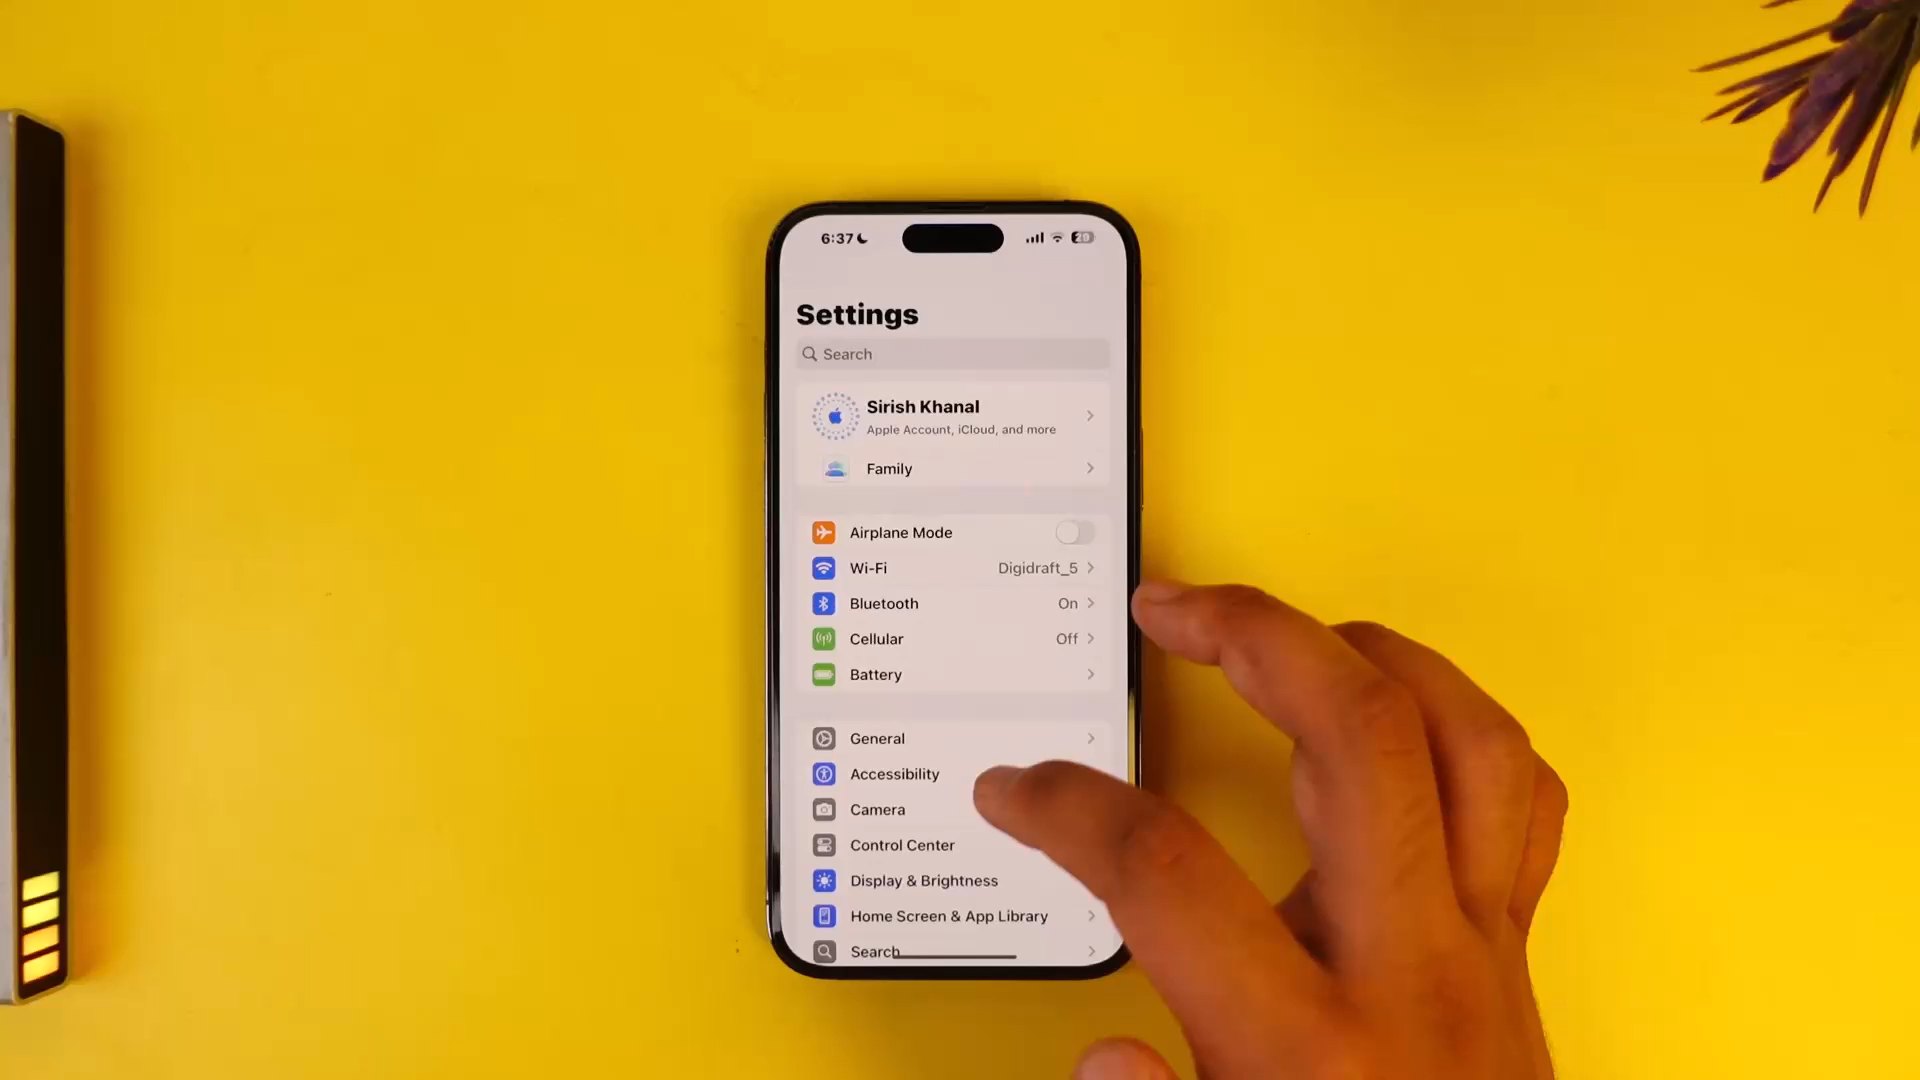 6:37
29
Settings
Search
Sirish Khanal
Apple Account, iCloud, and more
Family
Airplane Mode
Wi-Fi Digidraft_5
Bluetooth On
Cellular Off
Battery
General
Accessibility
Camera
Control Center
Display & Brightness
Home Screen & App Library
Search